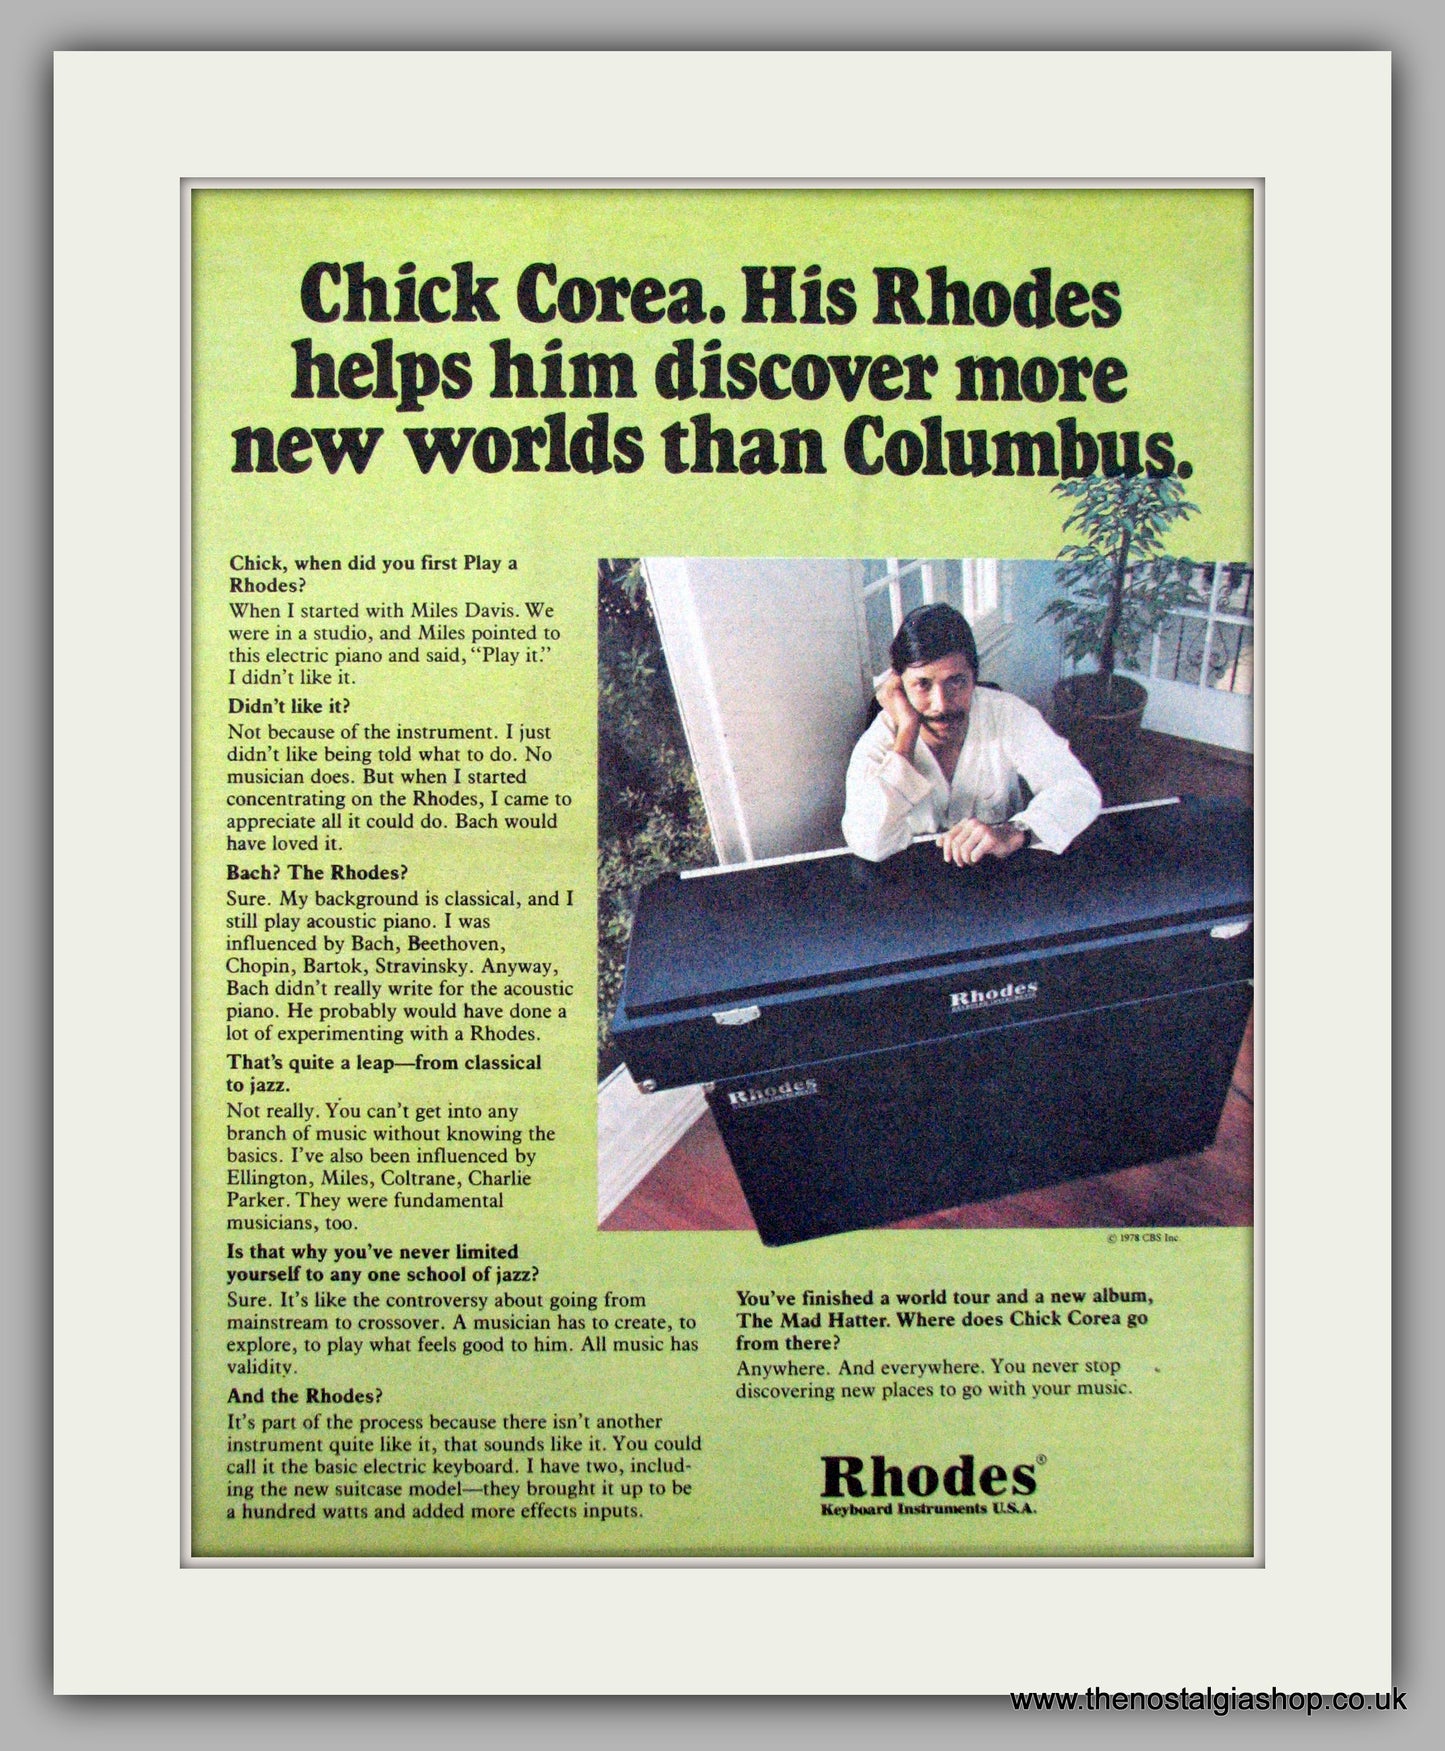 Chick Corea. His Rhodes
helps him discover more
new worlds than Columbus.
Chick, when did you first Play a
Rhodes?
When I started with Miles Davis. We
were in a studio, and Miles pointed to
this electric piano and said, “Play it.”
I didn't like it.
Didn't like it?
Not because of the instrument. I just
didn't like being told what to do. No
musician does. But when I started
concentrating on the Rhodes, I came to
appreciate all it could do. Bach would
have loved it.
Bach? The Rhodes?
Sure. My background is classical, and I
still play acoustic piano. I was
influenced by Bach, Beethoven,
Chopin, Bartok, Stravinsky. Anyway,
Bach didn't really write for the acoustic
piano. He probably would have done a
lot of experimenting with a Rhodes.
That's quite a leap—from classical
to jazz.
Not really. You can't get into any
branch of music without knowing the
basics. I've also been influenced by
Ellington, Miles, Coltrane, Charlie
Parker. They were fundamental
musicians, too.
Is that why you've never limited
yourself to any one school of jazz?
Sure. It's like the controversy about going from
mainstream to crossover. A musician has to create, to
explore, to play what feels good to him. All music has
validity.
And the Rhodes?
It's part of the process because there isn't another
instrument quite like it, that sounds like it. You could
call it the basic electric keyboard. I have two, includ-
ing the new suitcase model—they brought it up to be
a hundred watts and added more effects inputs.
Rhodes
Rhodes
© 1978 CBS Inc.
You've finished a world tour and a new album,
The Mad Hatter. Where does Chick Corea go
from there?
Anywhere. And everywhere. You never stop
discovering new places to go with your music.
Rhodes®
Keyboard Instruments U.S.A.
www.thenostalgiashop.co.uk